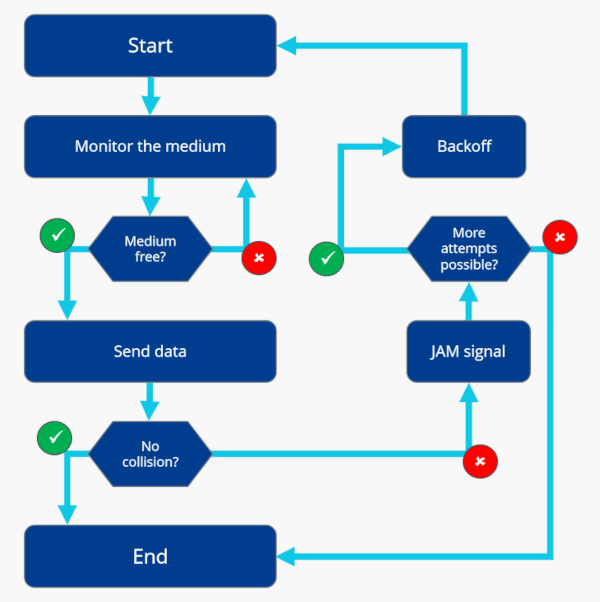 Start
Monitor the medium
Backoff
Medium
free?
More
attempts
possible?
Send data
JAM signal
No
collision?
End